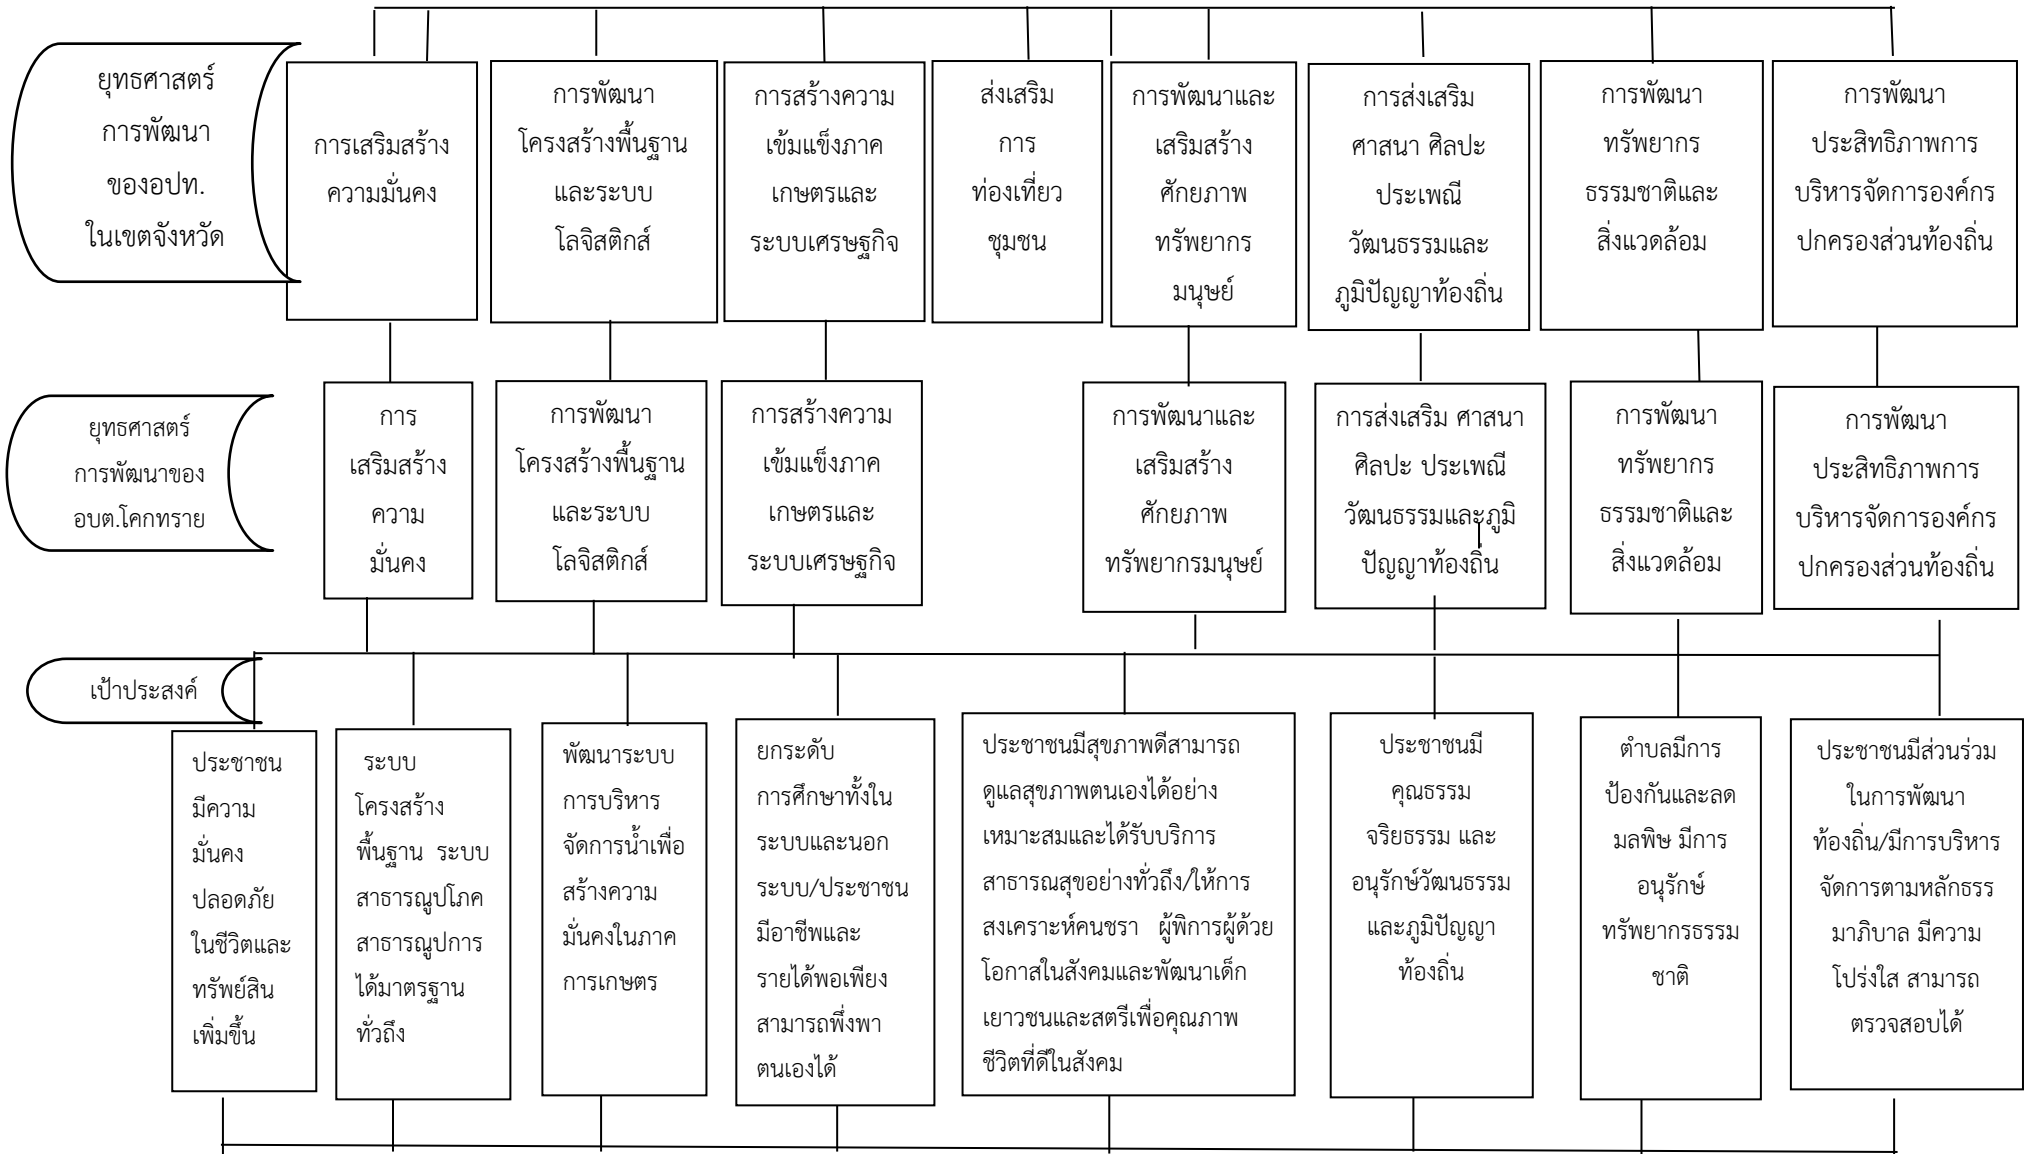 ยุทธศาสตร์
การพัฒนา
ของอปท.
ในเขตจังหวัด
การเสริมสร้าง
ความมั่นคง
การพัฒนา
โครงสร้างพื้นฐาน
และระบบ
โลจิสติกส์
การสร้างความ
เข้มแข็งภาค
เกษตรและ
ระบบเศรษฐกิจ
ส่งเสริม
การ
ท่องเที่ยว
ชุมชน
การพัฒนาและ
เสริมสร้าง
ศักยภาพ
ทรัพยากร
มนุษย์
การส่งเสริม
ศาสนา ศิลปะ
ประเพณี
วัฒนธรรมและ
ภูมิปัญญาท้องถิ่น
การพัฒนา
ทรัพยากร
ธรรมชาติและ
สิ่งแวดล้อม
การพัฒนา
ประสิทธิภาพการ
บริหารจัดการองค์กร
ปกครองส่วนท้องถิ่น
ยุทธศาสตร์
การพัฒนาของ
อบต.โคกทราย
การ
เสริมสร้าง
ความ
มั่นคง
การพัฒนา
โครงสร้างพื้นฐาน
และระบบ
โลจิสติกส์
การสร้างความ
เข้มแข็งภาค
เกษตรและ
ระบบเศรษฐกิจ
การพัฒนาและ
เสริมสร้าง
ศักยภาพ
ทรัพยากรมนุษย์
การส่งเสริม ศาสนา
ศิลปะ ประเพณี
วัฒนธรรมและภูมิ
ปัญญาท้องถิ่น
การพัฒนา
ทรัพยากร
ธรรมชาติและ
สิ่งแวดล้อม
การพัฒนา
ประสิทธิภาพการ
บริหารจัดการองค์กร
ปกครองส่วนท้องถิ่น
เป้าประสงค์
ประชาชน
มีความ
มั่นคง
ปลอดภัย
ในชีวิตและ
ทรัพย์สิน
เพิ่มขึ้น
ระบบ
โครงสร้าง
พื้นฐาน ระบบ
สาธารณูปโภค
สาธารณูปการ
ได้มาตรฐาน
ทั่วถึง
พัฒนาระบบ
การบริหาร
จัดการน้ำเพื่อ
สร้างความ
มั่นคงในภาค
การเกษตร
ยกระดับ
การศึกษาทั้งใน
ระบบและนอก
ระบบ/ประชาชน
มีอาชีพและ
รายได้พอเพียง
สามารถพึ่งพา
ตนเองได้
ประชาชนมีสุขภาพดีสามารถ
ดูแลสุขภาพตนเองได้อย่าง
เหมาะสมและได้รับบริการ
สาธารณสุขอย่างทั่วถึง/ให้การ
สงเคราะห์คนชรา ผู้พิการผู้ด้วย
โอกาสในสังคมและพัฒนาเด็ก
เยาวชนและสตรีเพื่อคุณภาพ
ชีวิตที่ดีในสังคม
ประชาชนมี
คุณธรรม
จริยธรรม และ
อนุรักษ์วัฒนธรรม
และภูมิปัญญา
ท้องถิ่น
ตำบลมีการ
ป้องกันและลด
มลพิษ มีการ
อนุรักษ์
ทรัพยากรธรรม
ชาติ
ประชาชนมีส่วนร่วม
ในการพัฒนา
ท้องถิ่น/มีการบริหาร
จัดการตามหลักธรร
มาภิบาล มีความ
โปร่งใส สามารถ
ตรวจสอบได้